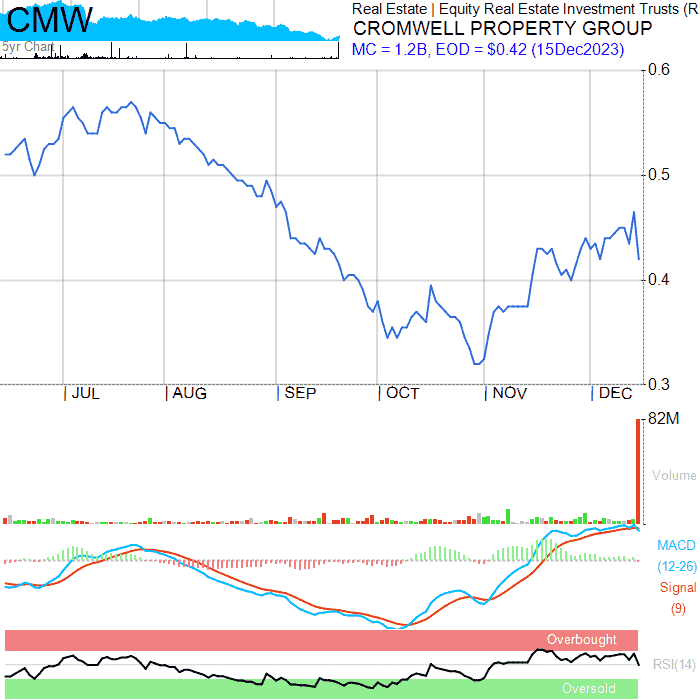 CMW
5yr Chart
Real Estate | Equity Real Estate Investment Trusts (R
CROMWELL PROPERTY GROUP
MC = 1.2B, EOD = $0.42 (15Dec2023)
0.6
0.5
0.4
0.3
| JUL | AUG | SEP | OCT | NOV | DEC
82M
Volume
MACD
(12-26)
Signal
(9)
Overbought
RSI(14)
Oversold